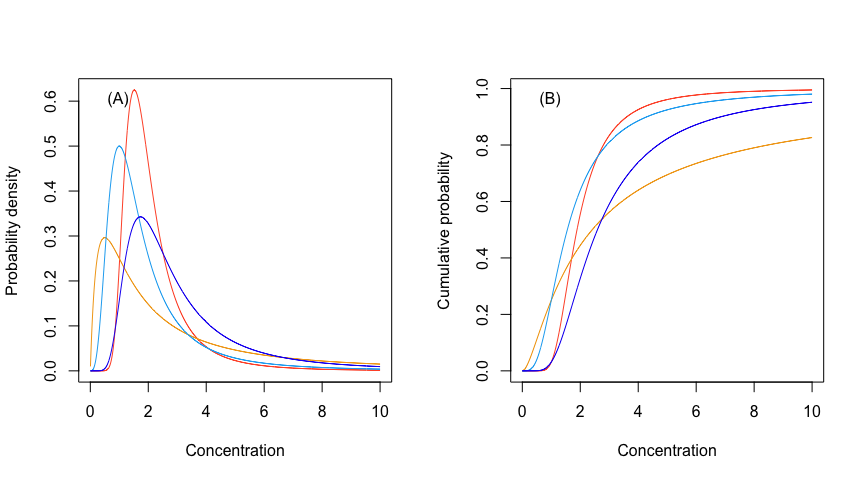 (A)
Probability density
0.0 0.1 0.2 0.3 0.4 0.5 0.6
0 2 4 6 8 10
Concentration
(B)
Cumulative probability
0.0 0.2 0.4 0.6 0.8 1.0
0 2 4 6 8 10
Concentration